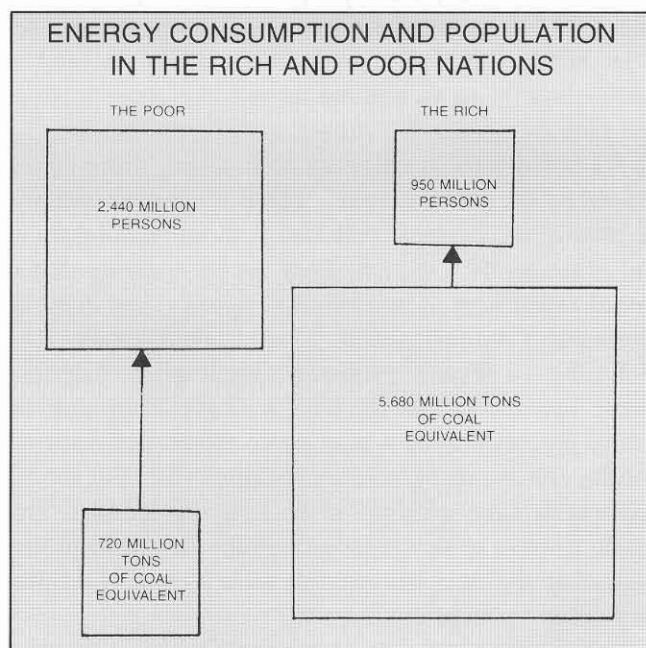 ENERGY CONSUMPTION AND POPULATION
IN THE RICH AND POOR NATIONS
THE POOR
2.440 MILLION
PERSONS
720 MILLION
TONS
OF COAL
EQUIVALENT
THE RICH
950 MILLION
PERSONS
5.680 MILLION TONS
OF COAL
EQUIVALENT